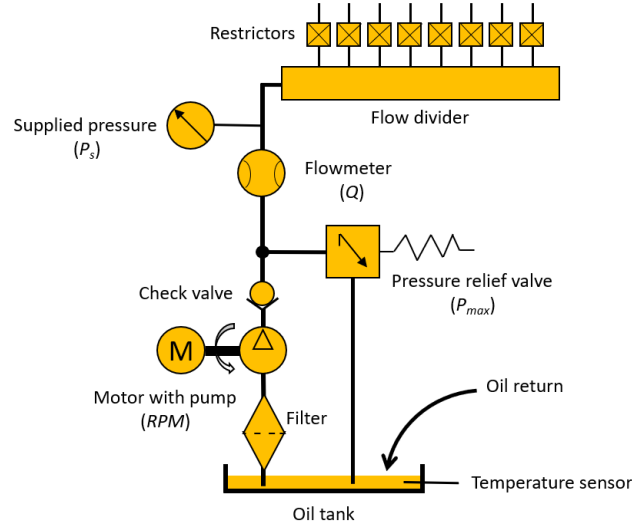 Restrictors
Flow divider
Supplied pressure
(Ps)
Flowmeter
(Q)
Check valve
Pressure relief valve
(Pmax)
M
Motor with pump
(RPM)
Filter
Oil return
Temperature sensor
Oil tank